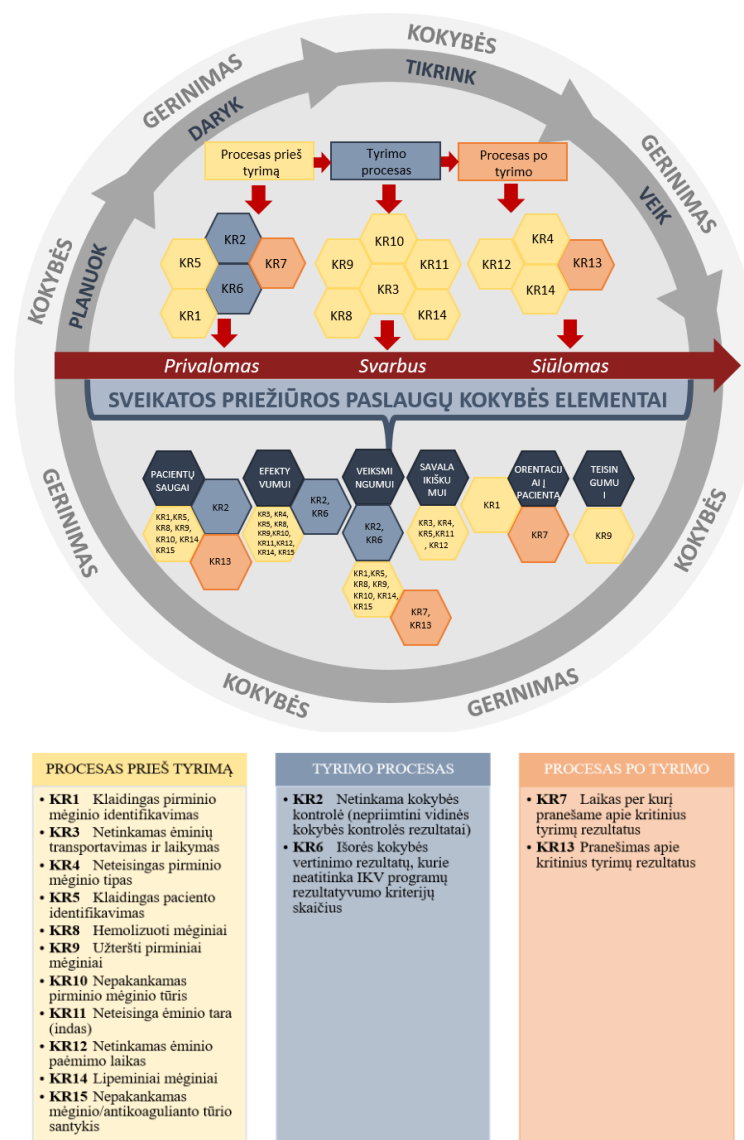 KOKYBĖS
GERINIMAS
TIKRINK
DARYK
GERINIMAS
VEIK
KOKYBĖS
PLANUOK
Procesas prieš
tyrimą
Tyrimo
procesas
Procesas po
tyrimo
KR5
KR2
KR7
KR6
KR1
KR10
KR9
KR11
KR3
KR8
KR14
KR4
KR12
KR13
KR14
Privalomas
Svarbus
Siūlomas
SVEIKATOS PRIEŽIŪROS PASLAUGŲ KOKYBĖS ELEMENTAI
PACIENTŲ
SAUGAI
KR2
KR1,KR5,
KR8, KR9,
KR10, KR14
KR15
KR13
EFEKTY
VUMUI
KR2,
KR6
KR3, KR4,
KR5, KR8,
KR9,KR10,
KR11,KR12,
KR14, KR15
VEIKSMI
NGUMUI
KR2,
KR6
KR1,KR5,
KR8, KR9,
KR10, KR14,
KR15
KR7,
KR13
SAVALA
IKIŠKU
MUI
KR1
KR3, KR4,
KR5,KR11
, KR12
ORENTACIJ
AI Į
PACIENTĄ
KR7
TEISIN
GUMU
I
KR9
GERINIMAS
KOKYBĖS
KOKYBĖS
GERINIMAS
PROCESAS PRIEŠ TYRIMĄ
• KR1 Klaidingas pirminio
mėginio identifikavimas
• KR3 Netinkamas ėminių
transportavimas ir laikymas
• KR4 Neteisingas pirminio
mėginio tipas
• KR5 Klaidingas paciento
identifikavimas
• KR8 Hemolizuoti mėginiai
• KR9 Užteršti pirminiai
mėginiai
• KR10 Nepakankamas
pirminio mėginio tūris
• KR11 Neteisinga ėminio tara
(indas)
• KR12 Netinkamas ėminio
paėmimo laikas
• KR14 Lipeminiai mėginiai
• KR15 Nepakankamas
mėginio/antikoagulianto tūrio
santykis
TYRIMO PROCESAS
• KR2 Netinkama kokybės
kontrolė (nepriimtini vidinės
kokybės kontrolės rezultatai)
• KR6 Išorės kokybės
vertinimo rezultatų, kurie
neatitinka IKV programų
rezultatyvumo kriterijų
skaičius
PROCESAS PO TYRIMO
• KR7 Laikas per kurį
pranešame apie kritinius
tyrimų rezultatus
• KR13 Pranešimas apie
kritinius tyrimų rezultatus